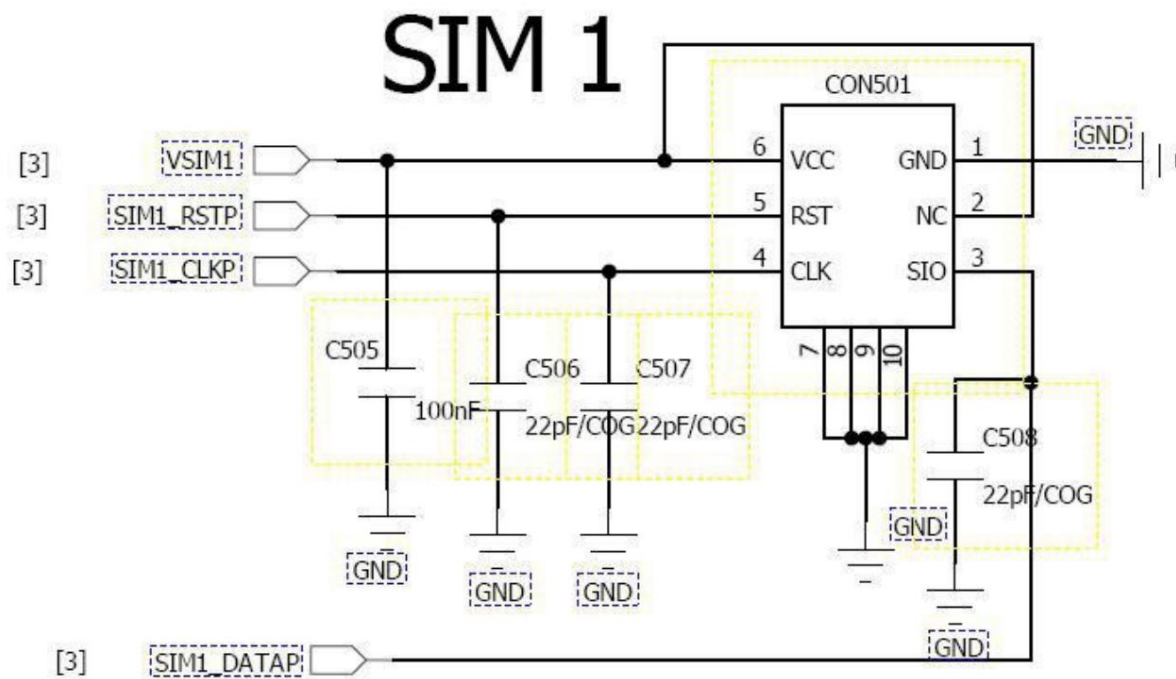 SIM 1
CON501
GND
[3] VSIM1 6 VCC GND 1
[3] SIM1_RSTP 5 RST NC 2
[3] SIM1_CLKP 4 CLK SIO 3
7 8 9 10
C505
100nF
C506
22pF/COG
C507
22pF/COG
C508
22pF/COG
GND
GND
GND
GND
GND
[3] SIM1_DATAP